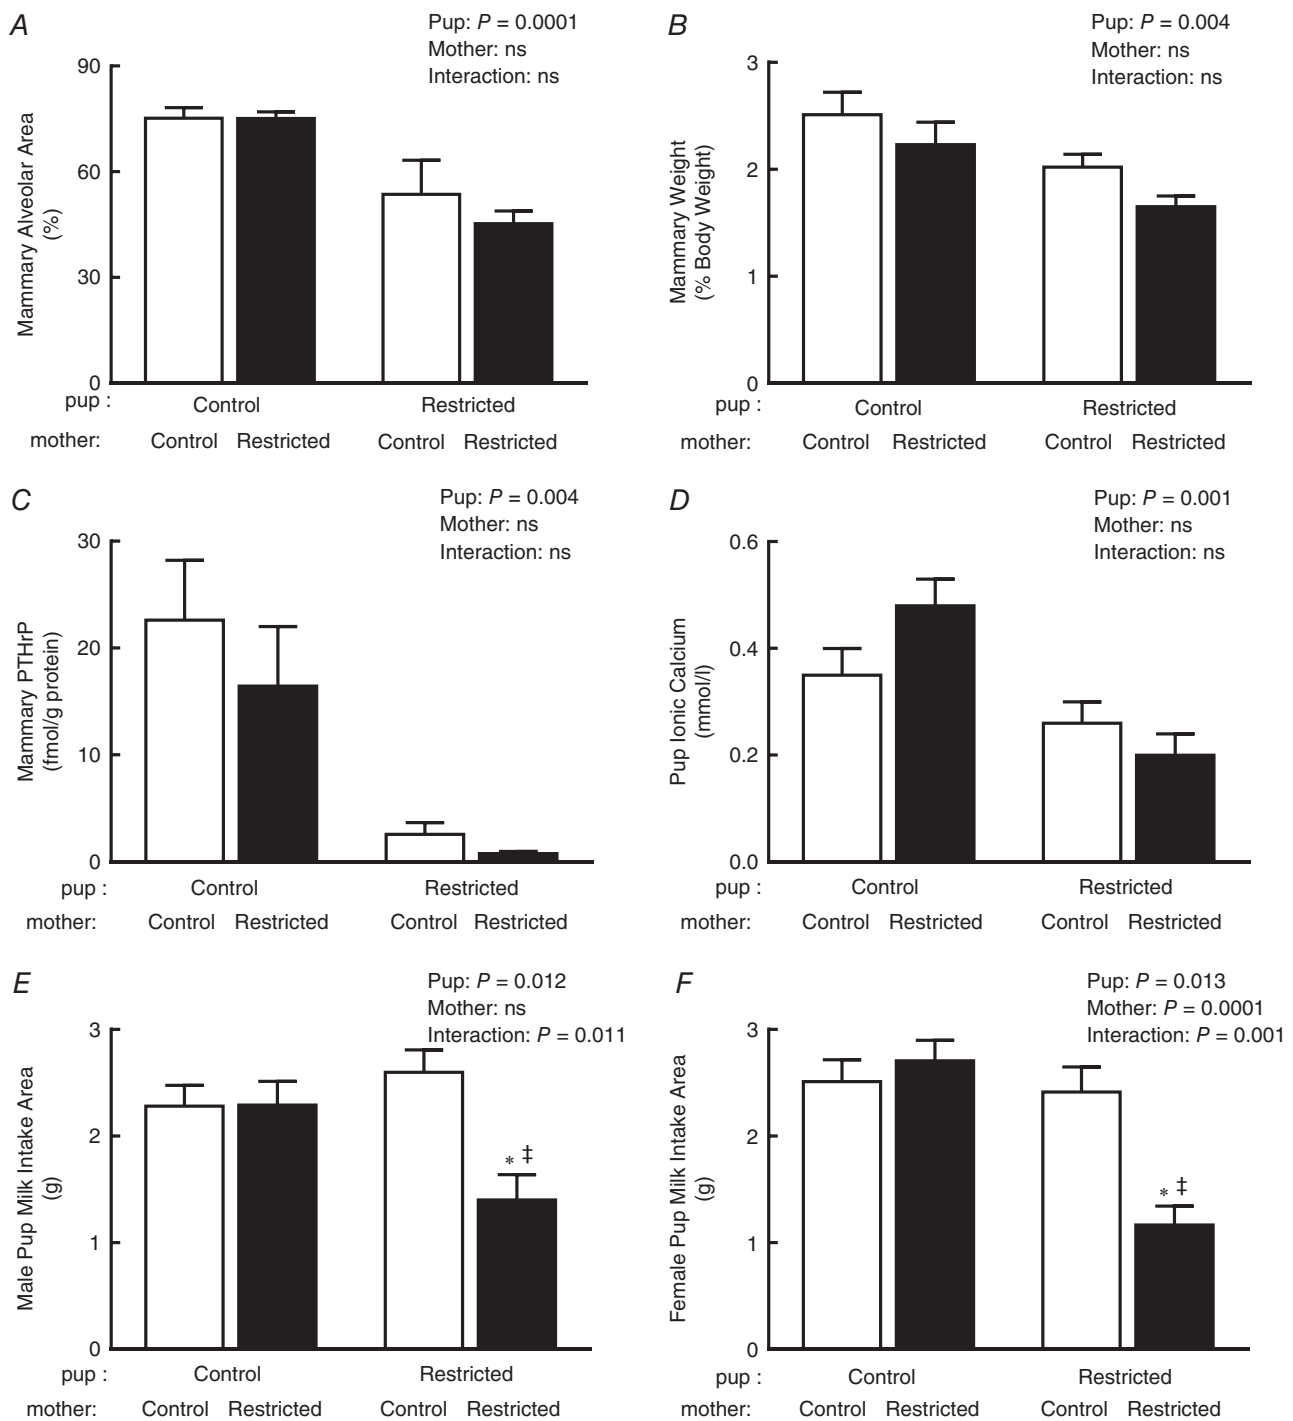 A
Pup: P = 0.0001
Mother: ns
Interaction: ns
Mammary Alveolar Area
(%)
90
60
30
0
pup :
Control
Restricted
mother:
Control
Restricted
Control
Restricted
B
Pup: P = 0.004
Mother: ns
Interaction: ns
Mammary Weight
(% Body Weight)
3
2
1
0
pup :
Control
Restricted
mother:
Control
Restricted
Control
Restricted
C
Pup: P = 0.004
Mother: ns
Interaction: ns
Mammary PTHrP
(fmol/g protein)
30
20
10
0
pup :
Control
Restricted
mother:
Control
Restricted
Control
Restricted
D
Pup: P = 0.001
Mother: ns
Interaction: ns
Pup Ionic Calcium
(mmol/l)
0.6
0.4
0.2
0.0
pup :
Control
Restricted
mother:
Control
Restricted
Control
Restricted
E
Pup: P = 0.012
Mother: ns
Interaction: P = 0.011
Male Pup Milk Intake Area
(g)
3
2
1
0
* ‡
pup :
Control
Restricted
mother:
Control
Restricted
Control
Restricted
F
Pup: P = 0.013
Mother: P = 0.0001
Interaction: P = 0.001
Female Pup Milk Intake Area
(g)
3
2
1
0
* ‡
pup :
Control
Restricted
mother:
Control
Restricted
Control
Restricted